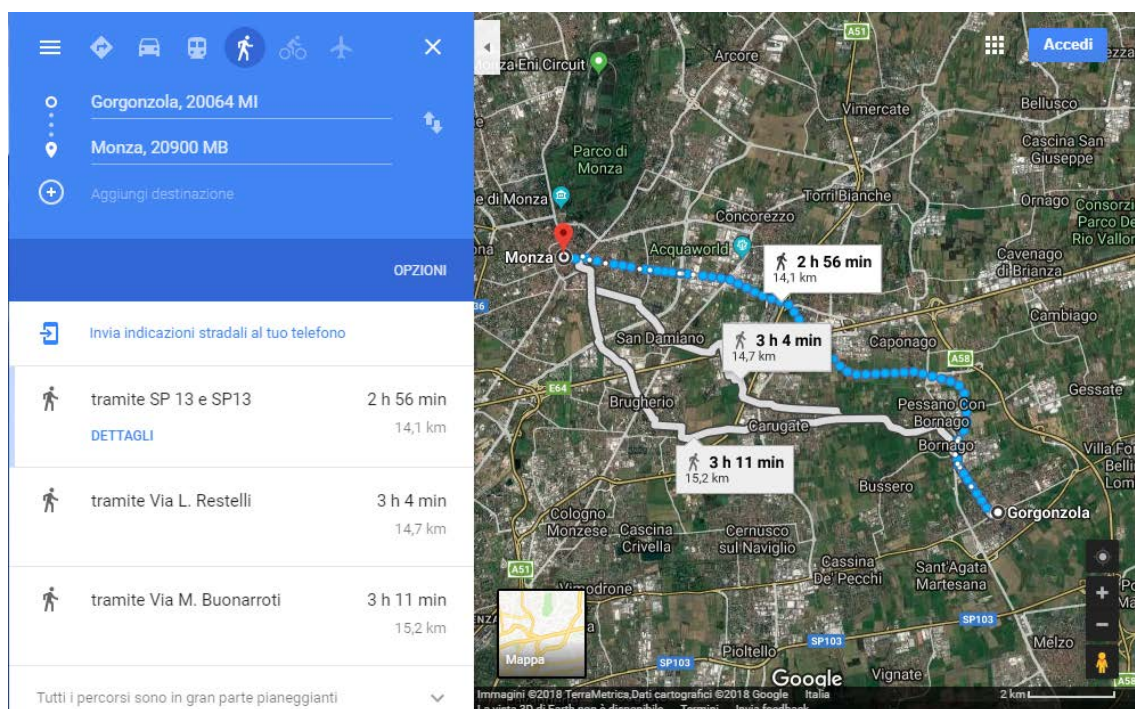 Gorgonzola, 20064 MI
Monza, 20900 MB
Aggiungi destinazione
OPZIONI
Invia indicazioni stradali al tuo telefono
tramite SP 13 e SP13
2 h 56 min
DETTAGLI
14,1 km
tramite Via L. Restelli
3 h 4 min
14,7 km
tramite Via M. Buonarroti
3 h 11 min
15,2 km
Tutti i percorsi sono in gran parte pianeggianti
A51
Accedi
Arcore
Monza Eni Circuit
Vimercate
Bellusco
Cascina San
Giuseppe
Parco di
Monza
Torri Bianche
Ornago
Concorezzo
Monza
Acquaworld
2 h 56 min
14,1 km
Cavenago
di Brianza
Cambiago
San Damiano
3 h 4 min
14,7 km
Caponago
A58
E64
Gessate
Brugherio
Pessano Con
Bornago
Carugate
Bornago
3 h 11 min
15,2 km
Bussero
Gorgonzola
Cologno
Monzese
Cascina
Crivella
Cernusco
sul Naviglio
A51
Cassina
De' Pecchi
Sant'Agata
Martesana
Vimodrone
SP103
Melzo
Mappa
SP103
Pioltello
Google
Vignate
Immagini ©2018 TerraMetrics,Dati cartografici ©2018 Google
Italia
2 km
A58